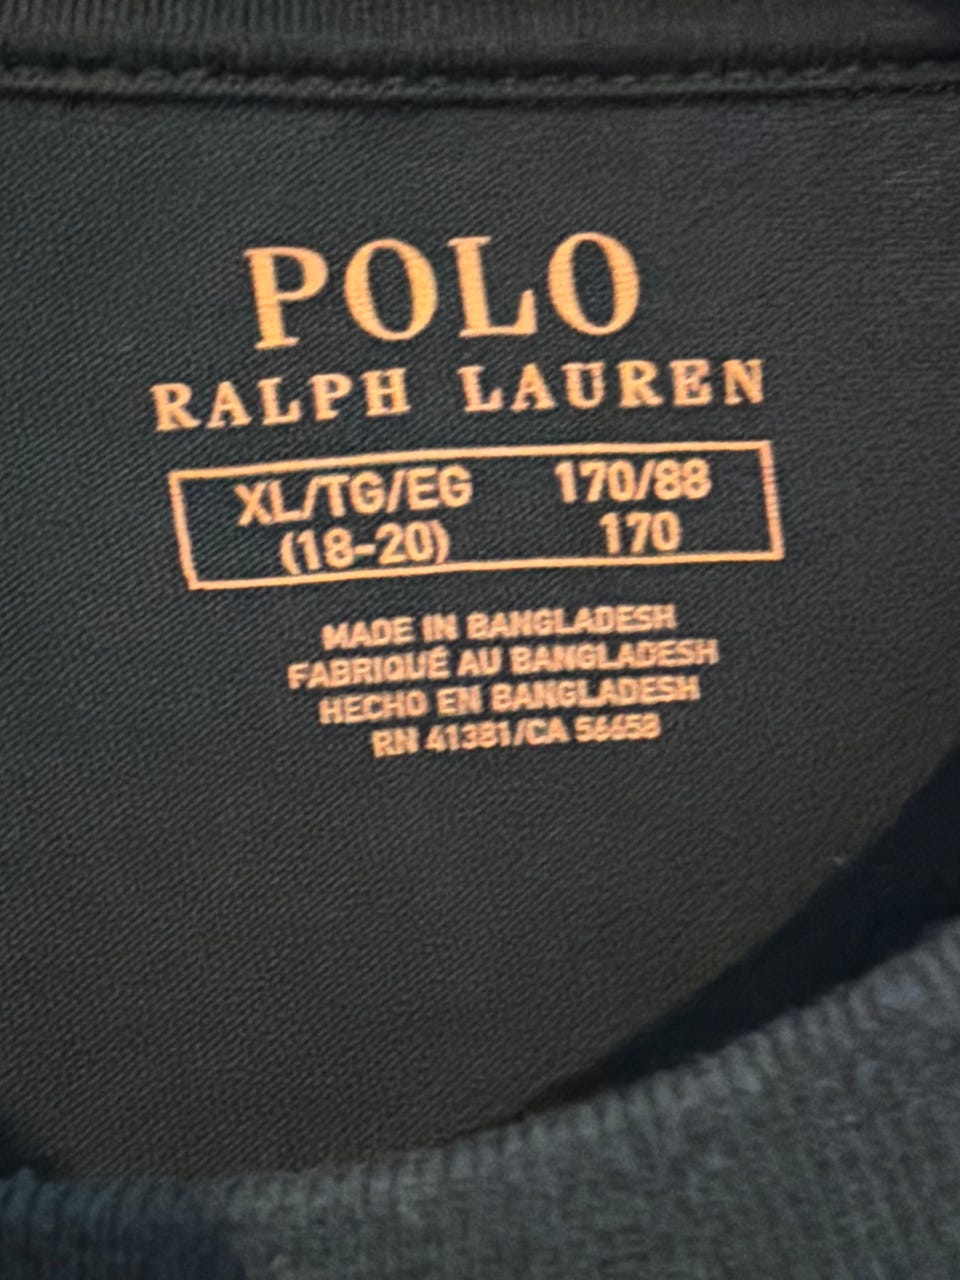 POLO
RALPH LAUREN
XL/TG/EG 170/88
(18-20) 170
MADE IN BANGLADESH
FABRIQUÉ AU BANGLADESH
HECHO EN BANGLADESH
RN 41381/CA 56658